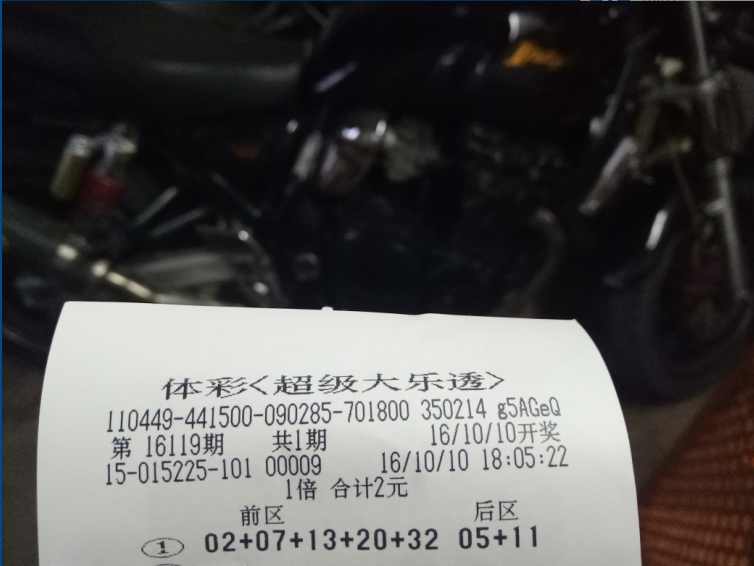 体彩<超级大乐透>
110449-441500-090285-701800 350214 g5AGeQ
第 16119期 共1期 16/10/10开奖
15-015225-101 00009 16/10/10 18:05:22
1倍 合计2元
前区 后区
① 02+07+13+20+32 05+11